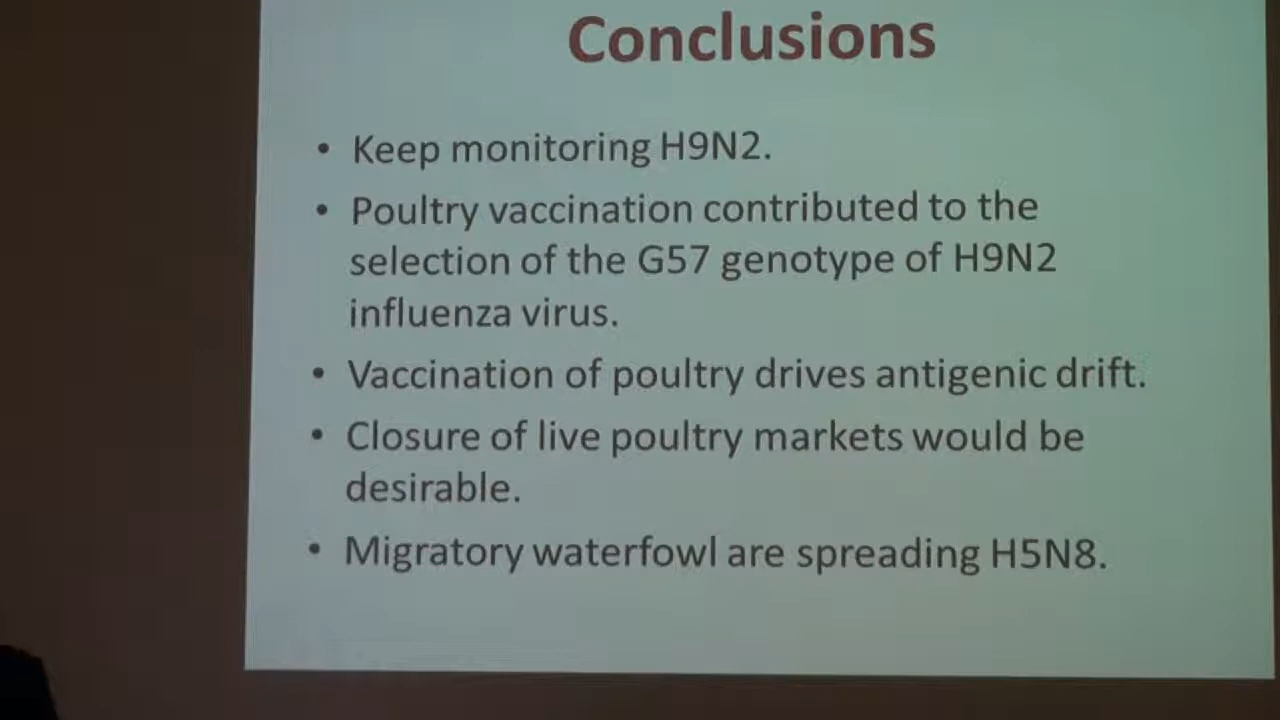 Conclusions
• Keep monitoring H9N2.
• Poultry vaccination contributed to the
selection of the G57 genotype of H9N2
influenza virus.
• Vaccination of poultry drives antigenic drift.
• Closure of live poultry markets would be
desirable.
• Migratory waterfowl are spreading H5N8.